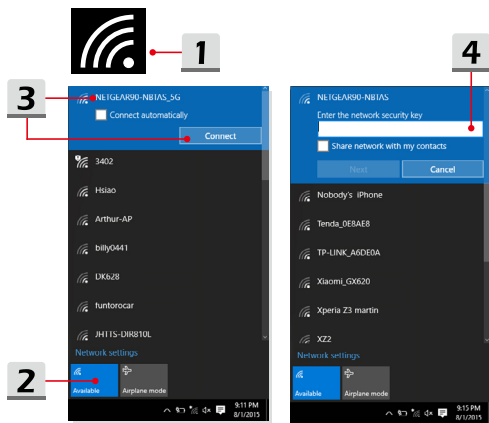 1
3
NETGEAR90-NBTAS_5G
Connect automatically
Connect
3402
Hsiao
Arthur-AP
billy0441
DK628
funtorocar
JHTTS-DIR810L
Network settings
2
Available
Airplane mode
9:11 PM
8/1/2015
4
NETGEAR90-NBTAS
Enter the network security key
Share network with my contacts
Next
Cancel
Nobody's iPhone
Tenda_0E8AE8
TP-LINK_A6DE0A
Xiaomi_GX620
Xperia Z3 martin
XZ2
Network settings
Available
Airplane mode
9:15 PM
8/1/2015